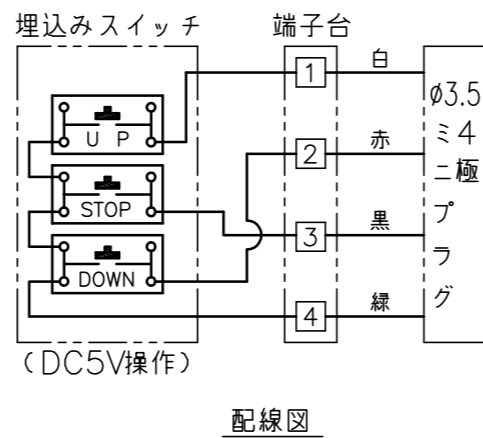 埋込みスイッチ
端子台
UP
STOP
DOWN
(DC5V操作)
1
2
3
4
白
赤
黒
緑
φ3.5
ミ4
ニ極
プ
ラ
グ
配線図